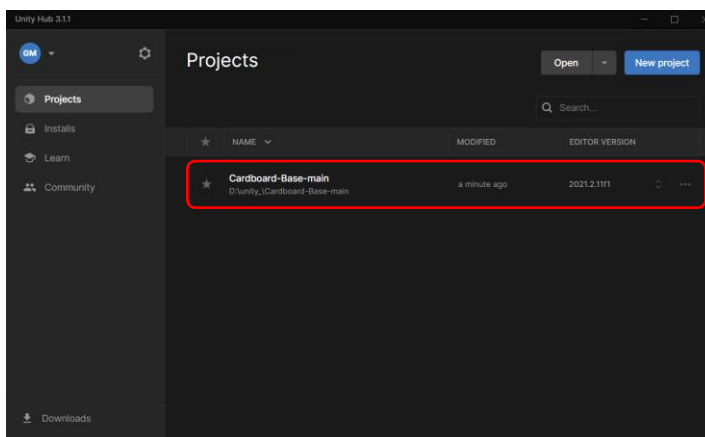 Unity Hub 3.1.1
GM
Projects
Open
New project
Projects
Installs
Learn
Community
Search...
NAME
MODIFIED
EDITOR VERSION
Cardboard-Base-main
D:\unity_\Cardboard-Base-main
a minute ago
2021.2.11f1
Downloads